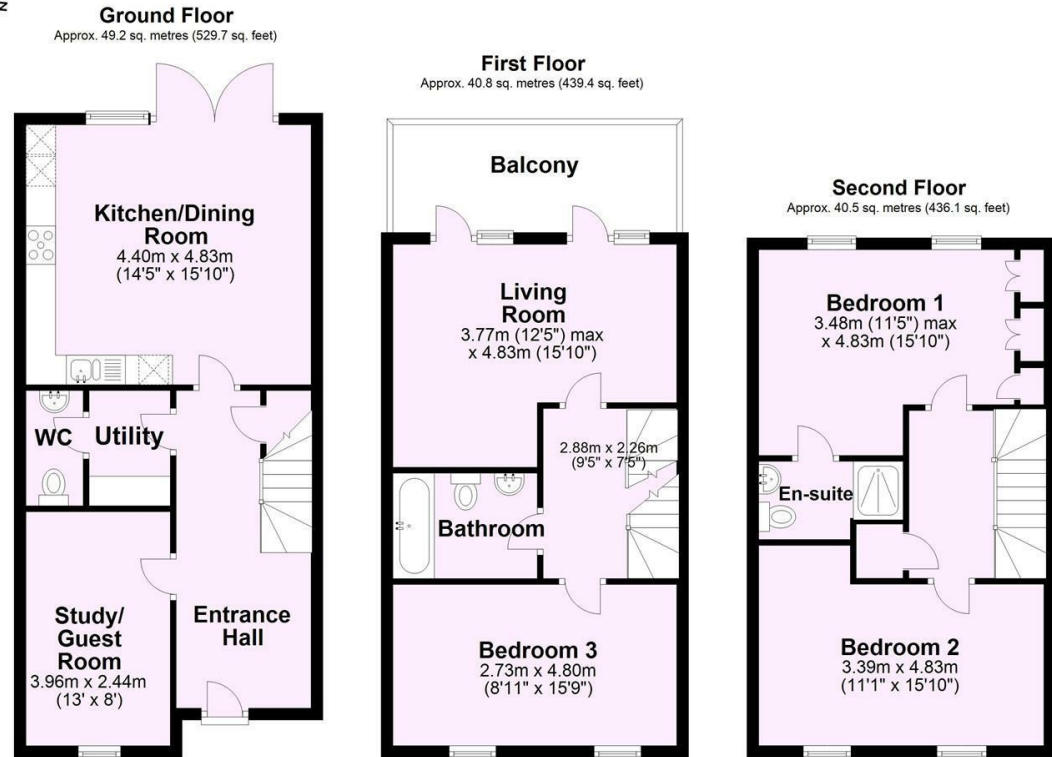 N
Ground Floor
Approx. 49.2 sq. metres (529.7 sq. feet)
Kitchen/Dining
Room
4.40m x 4.83m
(14'5" x 15'10")
WC
Utility
Study/
Guest
Room
3.96m x 2.44m
(13' x 8')
Entrance
Hall
First Floor
Approx. 40.8 sq. metres (439.4 sq. feet)
Balcony
Living
Room
3.77m (12'5") max
x 4.83m (15'10")
2.88m x 2.26m
(9'5" x 7'5")
Bathroom
Bedroom 3
2.73m x 4.80m
(8'11" x 15'9")
Second Floor
Approx. 40.5 sq. metres (436.1 sq. feet)
Bedroom 1
3.48m (11'5") max
x 4.83m (15'10")
En-suite
Bedroom 2
3.39m x 4.83m
(11'1" x 15'10")